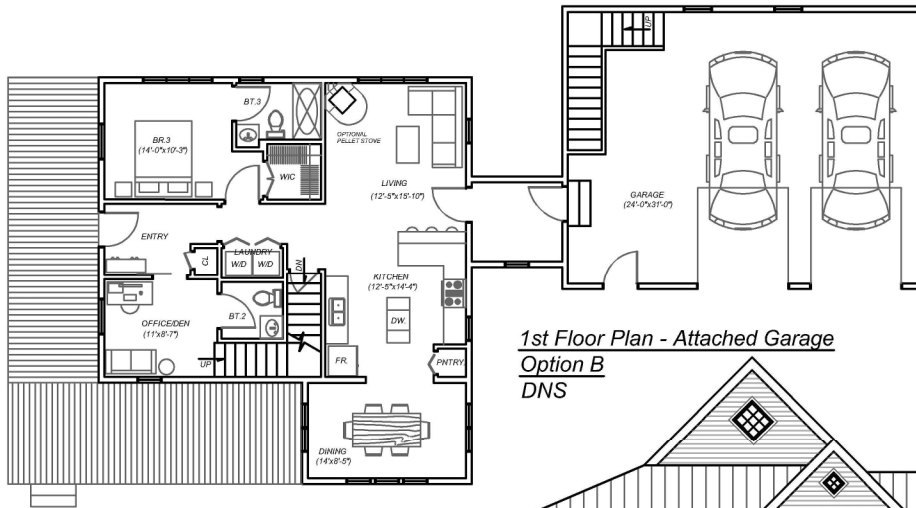 UP
BT.3
BR.3
(14'-0"x10'-3")
OPTIONAL
PELLET STOVE
WIC
LIVING
(12'-5"x15'-10")
GARAGE
(24'-0"x31'-0")
ENTRY
CL
LAUNDRY
W/D W/D
DN
KITCHEN
(12'-5"x14'-4")
OFFICE/DEN
(11'x8'-7")
BT.2
DW.
UP
FR.
PNTRY
DINING
(14'x8'-5")
1st Floor Plan - Attached Garage
Option B
DNS